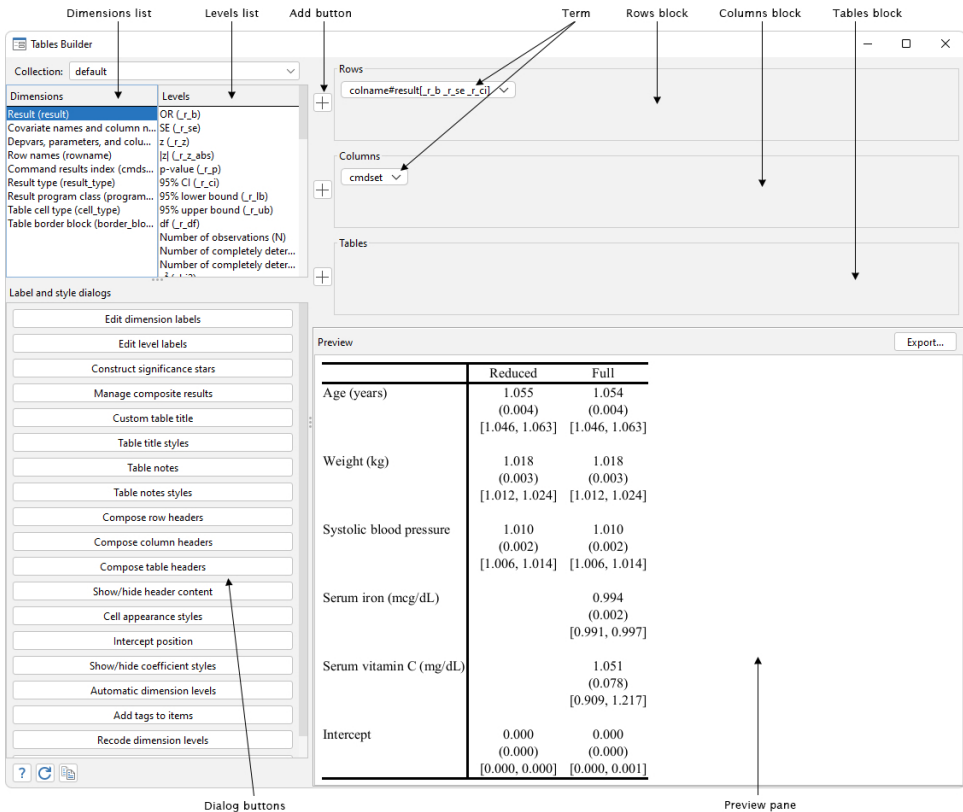 Dimensions list
Levels list
Add button
Term
Rows block
Columns block
Tables block
Tables Builder
Collection: default
Dimensions
Levels
Result (result)
Covariate names and column n...
Depvars, parameters, and colu...
Row names (rowname)
Command results index (cmds...
Result type (result_type)
Result program class (program...
Table cell type (cell_type)
Table border block (border_blo...
OR (_r_b)
SE (_r_se)
z (_r_z)
|z| (_r_z_abs)
p-value (_r_p)
95% CI (_r_ci)
95% lower bound (_r_lb)
95% upper bound (_r_ub)
df (_r_df)
Number of observations (N)
Number of completely deter...
Number of completely deter...
Rows
colname#result[_r_b _r_se _r_ci]
Columns
cmdset
Tables
Label and style dialogs
Edit dimension labels
Edit level labels
Construct significance stars
Manage composite results
Custom table title
Table title styles
Table notes
Table notes styles
Compose row headers
Compose column headers
Compose table headers
Show/hide header content
Cell appearance styles
Intercept position
Show/hide coefficient styles
Automatic dimension levels
Add tags to items
Recode dimension levels
Preview
Export...
Reduced Full
Age (years) 1.055 1.054
(0.004) (0.004)
[1.046, 1.063] [1.046, 1.063]
Weight (kg) 1.018 1.018
(0.003) (0.003)
[1.012, 1.024] [1.012, 1.024]
Systolic blood pressure 1.010 1.010
(0.002) (0.002)
[1.006, 1.014] [1.006, 1.014]
Serum iron (mcg/dL) 0.994
(0.002)
[0.991, 0.997]
Serum vitamin C (mg/dL) 1.051
(0.078)
[0.909, 1.217]
Intercept 0.000 0.000
(0.000) (0.000)
[0.000, 0.000] [0.000, 0.001]
Dialog buttons
Preview pane